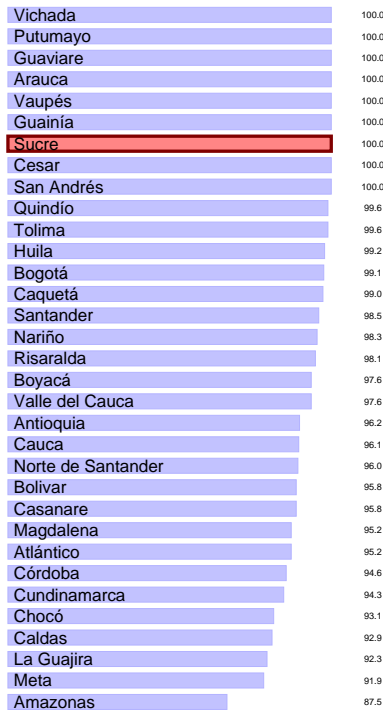 Vichada 100.0
Putumayo 100.0
Guaviare 100.0
Arauca 100.0
Vaupés 100.0
Guainía 100.0
Sucre 100.0
Cesar 100.0
San Andrés 100.0
Quindío 99.6
Tolima 99.6
Huila 99.2
Bogotá 99.1
Caquetá 99.0
Santander 98.5
Nariño 98.3
Risaralda 98.1
Boyacá 97.6
Valle del Cauca 97.6
Antioquia 96.2
Cauca 96.1
Norte de Santander 96.0
Bolivar 95.8
Casanare 95.8
Magdalena 95.2
Atlántico 95.2
Córdoba 94.6
Cundinamarca 94.3
Chocó 93.1
Caldas 92.9
La Guajira 92.3
Meta 91.9
Amazonas 87.5